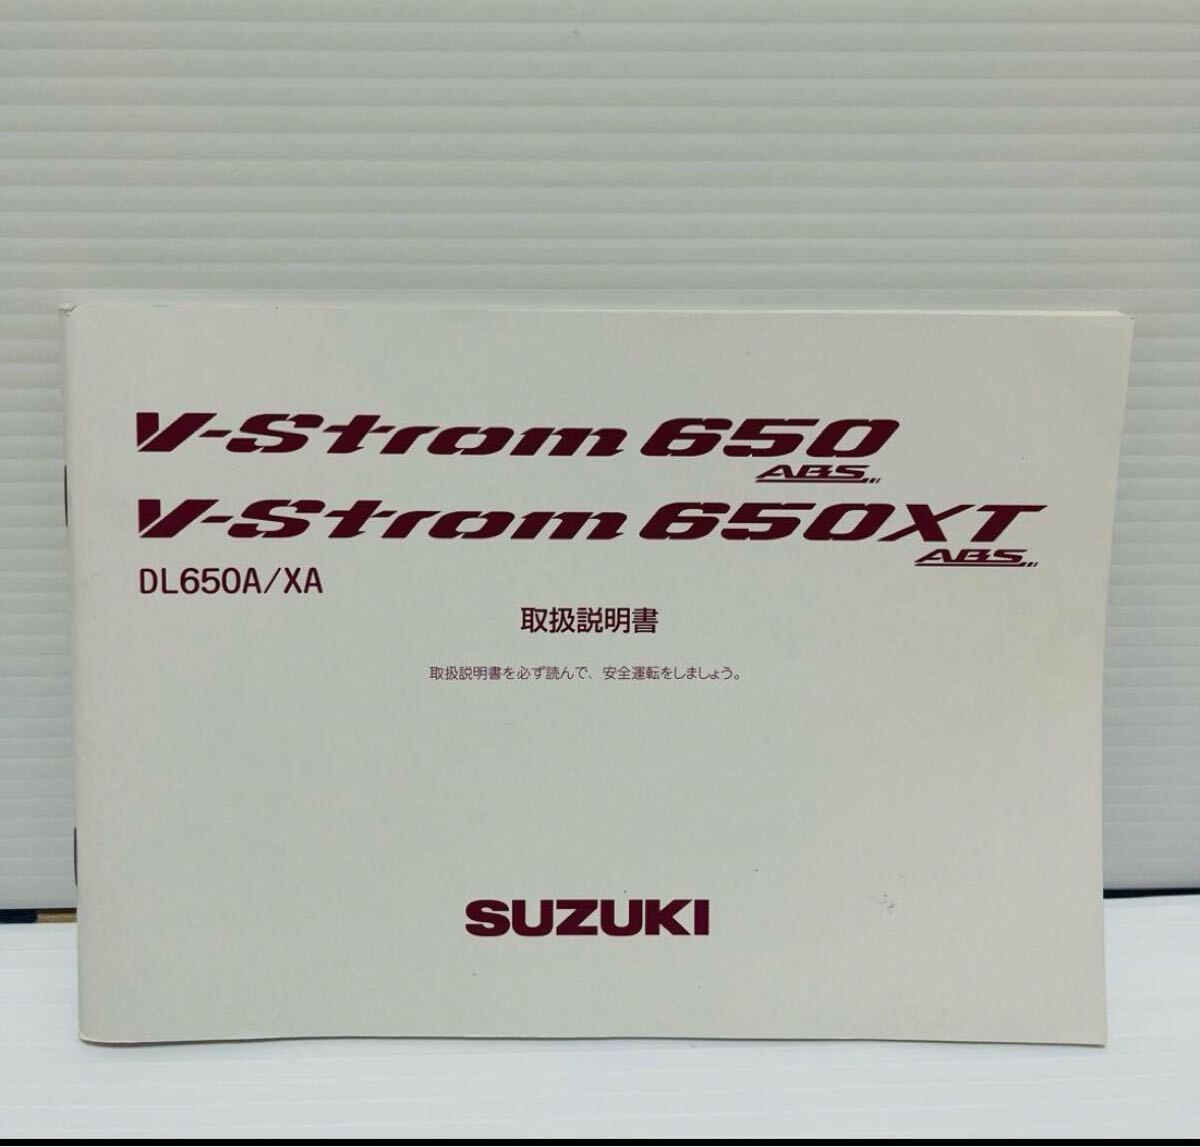 V-Strom 650
ABS
V-Strom 650XT
ABS
DL650A/XA
取扱説明書
取扱説明書を必ず読んで、安全運転をしましょう。
SUZUKI